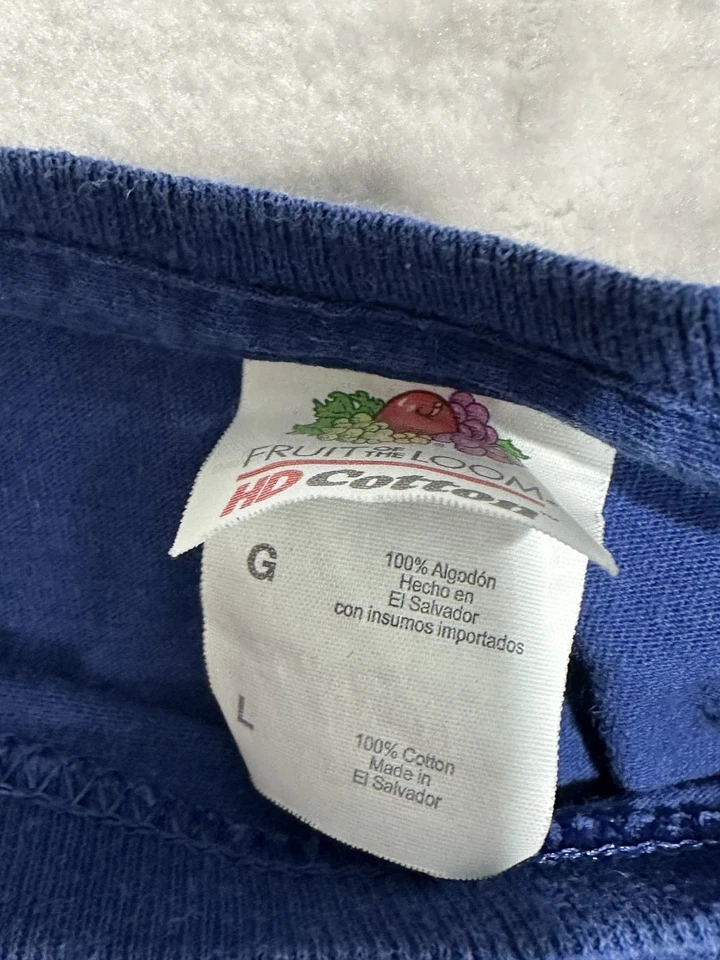 FRUIT OF THE LOOM®
HD Cotton™
G
100% Algodón
Hecho en
El Salvador
con insumos importados
L
100% Cotton
Made in
El Salvador